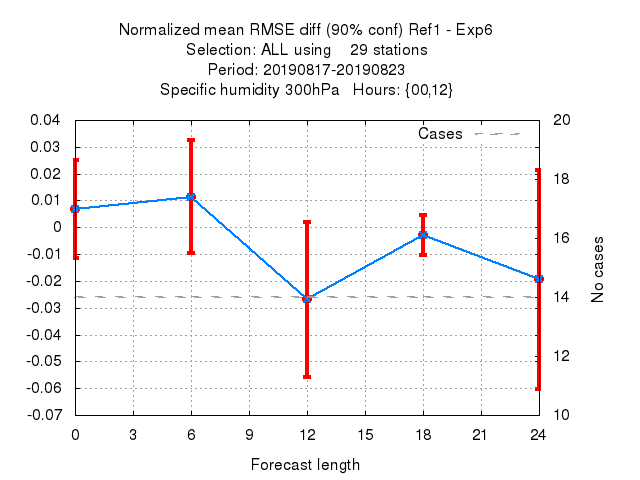 Normalized mean RMSE diff (90% conf) Ref1 - Exp6
Selection: ALL using    29 stations
Period: 20190817-20190823
Specific humidity 300hPa   Hours: {00,12}
Cases
0.04
0.03
0.02
0.01
0
-0.01
-0.02
-0.03
-0.04
-0.05
-0.06
-0.07
20
18
16
14
12
10
No cases
0 3 6 9 12 15 18 21 24
Forecast length